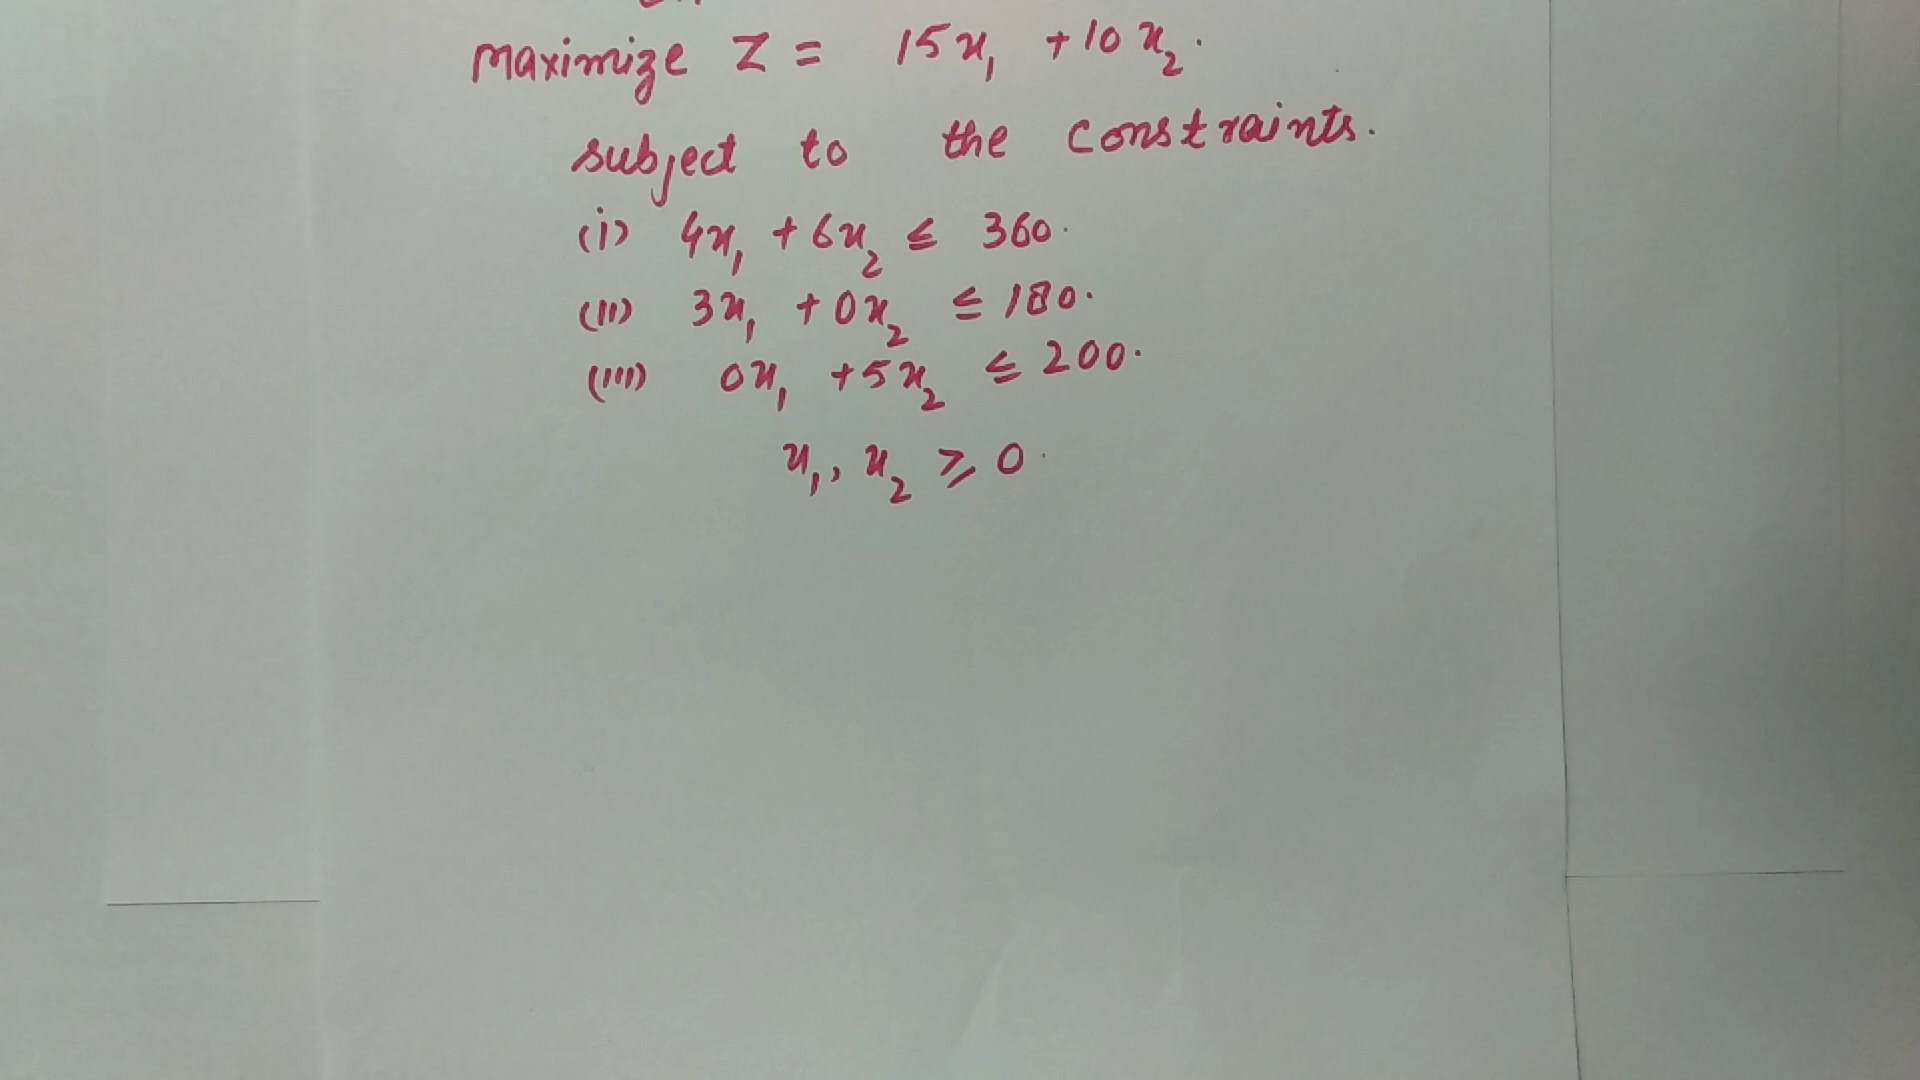 Maximize Z = 15x₁ + 10x₂.
subject to the constraints.
(i) 4x₁ + 6x₂ ≤ 360.
(ii) 3x₁ + 0x₂ ≤ 180.
(iii) 0x₁ + 5x₂ ≤ 200.
x₁, x₂ ≥ 0.